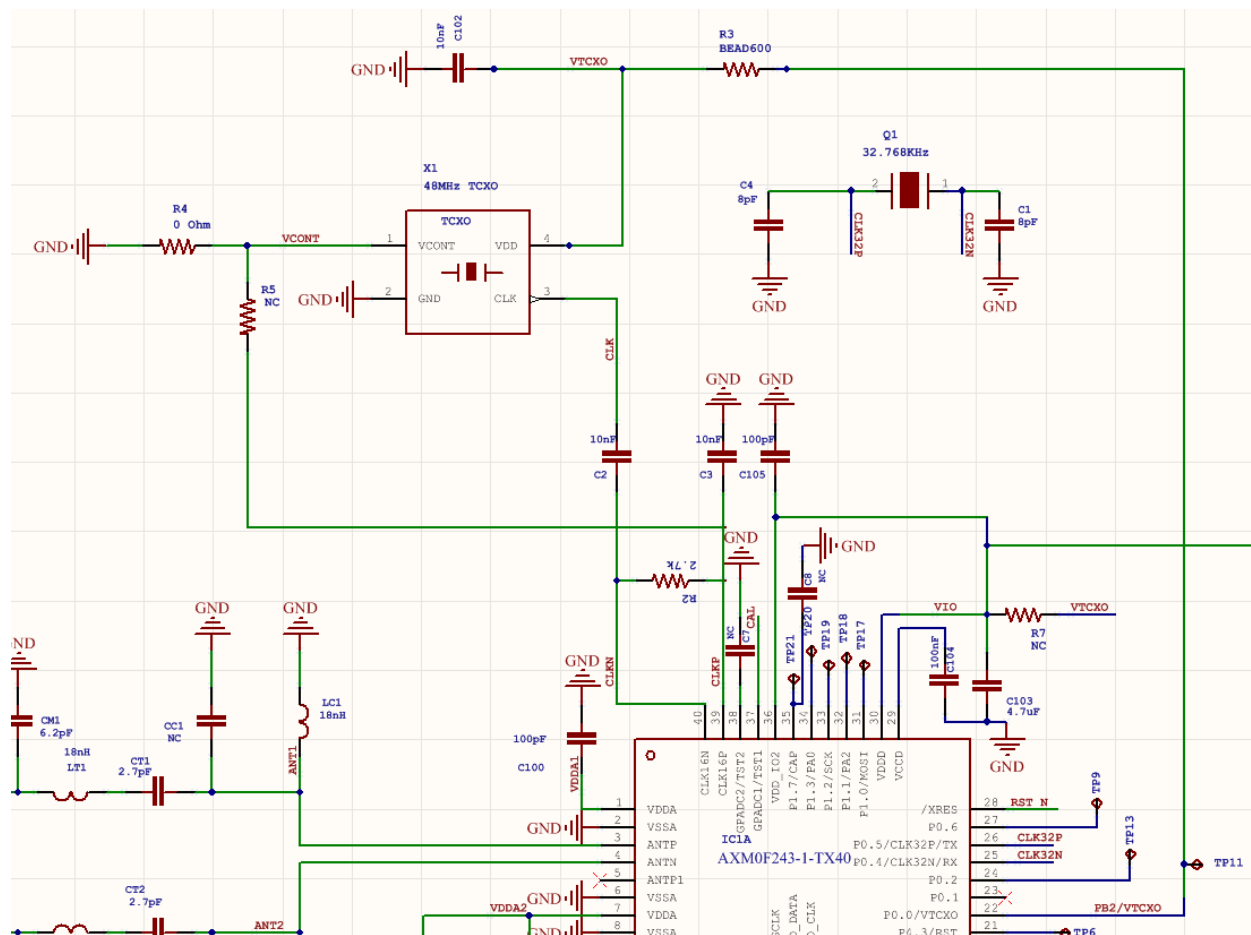 10nF
C102
GND
VTCXO
R3
BEAD600
Q1
32.768KHz
X1
48MHz TCXO
C4
8pF
2
1
C1
8pF
CLK32P
CLK32N
GND
GND
R4
0 Ohm
GND
VCONT
1
TCXO
VCONT
VDD
4
R5
NC
GND
2
GND
CLK
3
CLK
GND
GND
10nF
C2
10nF
C3
100pF
C105
GND
GND
2.7k
R2
C8
NC
VIO
VTCXO
R7
NC
100nF
C104
C103
4.7uF
GND
CLKN
CLKP
NC
C7
CAL
TP21
TP20
TP19
TP18
TP17
GND
GND
GND
ND
CM1
6.2pF
CC1
NC
LC1
18nH
18nH
LT1
CT1
2.7pF
ANT1
100pF
C100
VDDA1
40
39
38
37
36
35
34
33
32
31
30
29
CLK16N
CLK16P
GPADC2/TST2
GPADC1/TST1
VDD_IO2
P1.7/CAP
P1.3/PA0
P1.2/SCK
P1.1/PA2
P1.0/MOSI
VDDD
VCCD
1
VDDA
GND
2
VSSA
3
ANTP
4
ANTN
5
ANTP1
GND
6
VSSA
VDDA2
7
VDDA
GND
8
VSSA
IC1A
AXM0F243-1-TX40
/XRES
28
RST_N
P0.6
27
TP9
P0.5/CLK32P/TX
26
CLK32P
P0.4/CLK32N/RX
25
CLK32N
P0.2
24
TP13
P0.1
23
P0.0/VTCXO
22
PB2/VTCXO
P4.3/RST
21
TP6
TP11
SCLK
O_DATA
O_CLK
CT2
2.7pF
ANT2